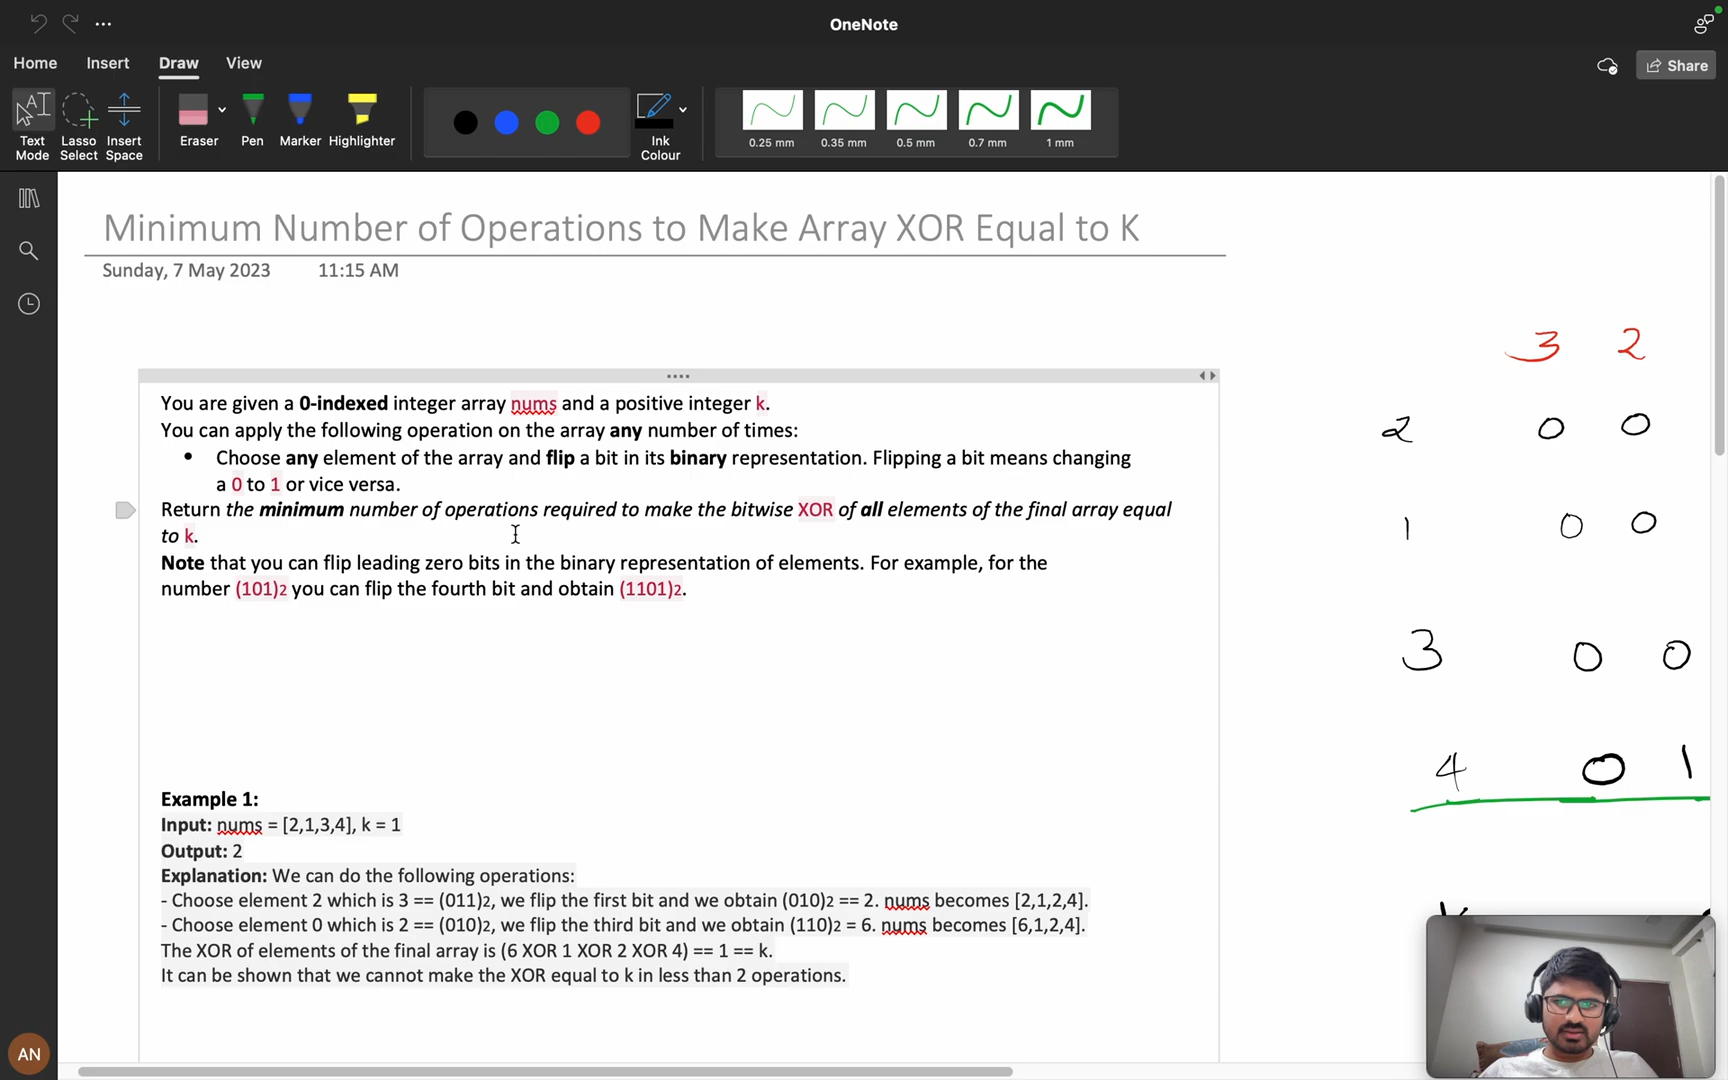 OneNote
Home Insert Draw View
Share
Text Mode
Lasso Select
Insert Space
Eraser
Pen
Marker
Highlighter
Ink Colour
0.25 mm
0.35 mm
0.5 mm
0.7 mm
1 mm
Minimum Number of Operations to Make Array XOR Equal to K
Sunday, 7 May 2023 11:15 AM
You are given a 0-indexed integer array nums and a positive integer k.
You can apply the following operation on the array any number of times:
• Choose any element of the array and flip a bit in its binary representation. Flipping a bit means changing
a 0 to 1 or vice versa.
Return the minimum number of operations required to make the bitwise XOR of all elements of the final array equal
to k.
Note that you can flip leading zero bits in the binary representation of elements. For example, for the
number (101)2 you can flip the fourth bit and obtain (1101)2.
Example 1:
Input: nums = [2,1,3,4], k = 1
Output: 2
Explanation: We can do the following operations:
- Choose element 2 which is 3 == (011)2, we flip the first bit and we obtain (010)2 == 2. nums becomes [2,1,2,4].
- Choose element 0 which is 2 == (010)2, we flip the third bit and we obtain (110)2 = 6. nums becomes [6,1,2,4].
The XOR of elements of the final array is (6 XOR 1 XOR 2 XOR 4) == 1 == k.
It can be shown that we cannot make the XOR equal to k in less than 2 operations.
3 2
2 0 0
1 0 0
3 0 0
4 0 1
AN